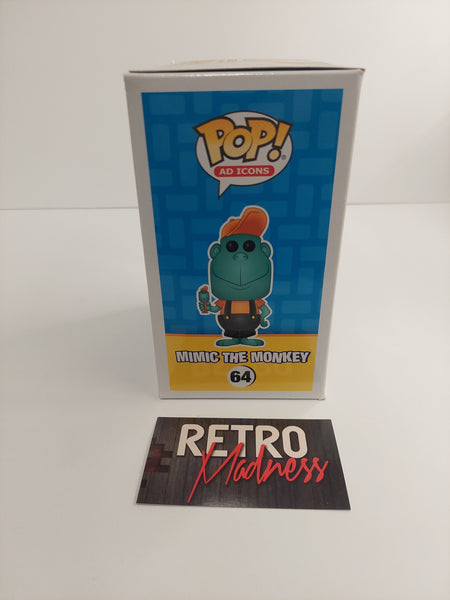 POP!
AD ICONS
MIMIC THE MONKEY
64
RETRO
Madness